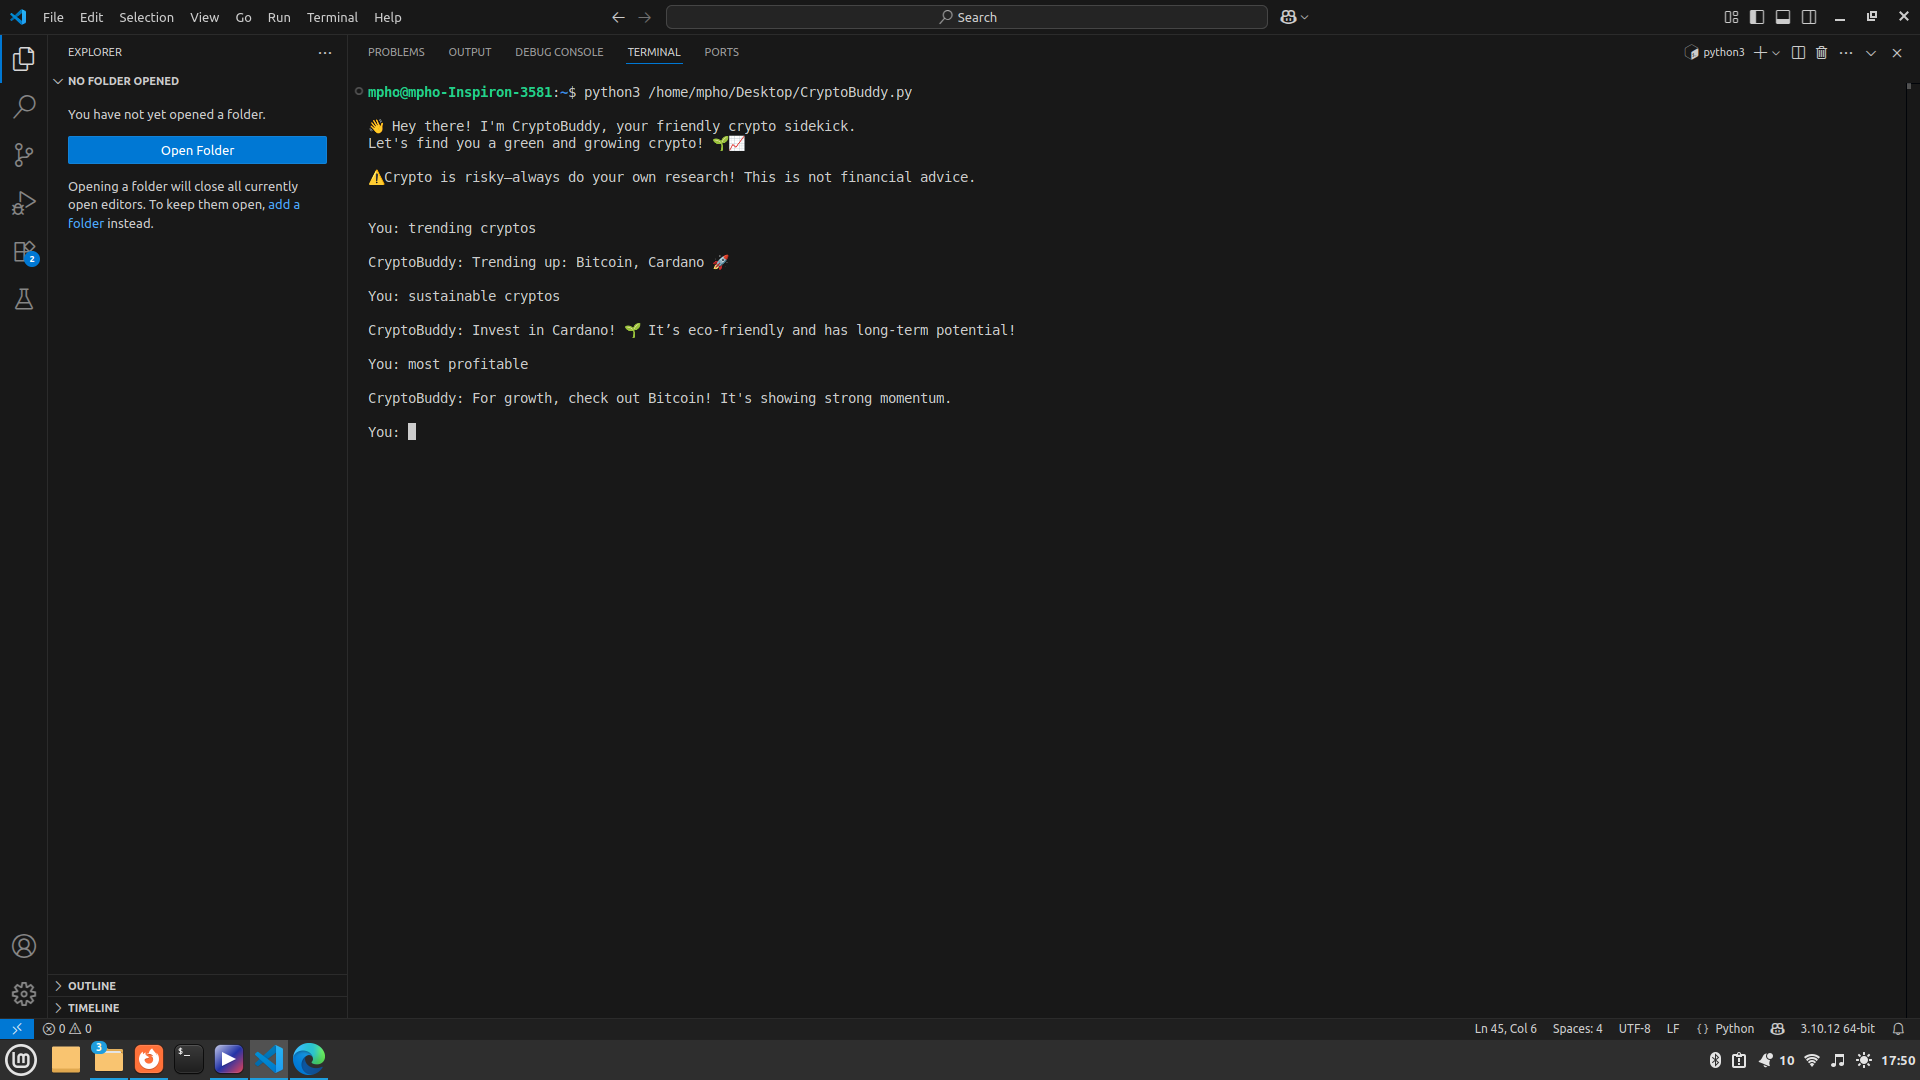 File Edit Selection View Go Run Terminal Help
Search
EXPLORER
NO FOLDER OPENED
You have not yet opened a folder.
Open Folder
Opening a folder will close all currently
open editors. To keep them open, add a
folder instead.
OUTLINE
TIMELINE
2
PROBLEMS OUTPUT DEBUG CONSOLE TERMINAL PORTS
python3
mpho@mpho-Inspiron-3581:~$ python3 /home/mpho/Desktop/CryptoBuddy.py
👋 Hey there! I'm CryptoBuddy, your friendly crypto sidekick.
Let's find you a green and growing crypto! 🌱📈
⚠️Crypto is risky—always do your own research! This is not financial advice.
You: trending cryptos
CryptoBuddy: Trending up: Bitcoin, Cardano 🚀
You: sustainable cryptos
CryptoBuddy: Invest in Cardano! 🌱 It’s eco-friendly and has long-term potential!
You: most profitable
CryptoBuddy: For growth, check out Bitcoin! It's showing strong momentum.
You:
0 0
Ln 45, Col 6 Spaces: 4 UTF-8 LF {} Python 3.10.12 64-bit
3
$_
10 17:50